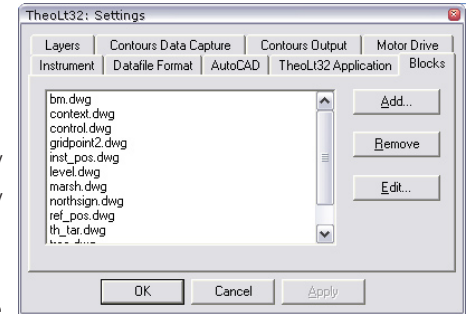 TheoLt32: Settings
Layers Contours Data Capture Contours Output Motor Drive
Instrument Datafile Format AutoCAD TheoLt32 Application Blocks
bm.dwg
context.dwg
control.dwg
gridpoint2.dwg
inst_pos.dwg
level.dwg
marsh.dwg
northsign.dwg
ref_pos.dwg
th_tar.dwg
Add...
Remove
Edit...
OK Cancel Apply